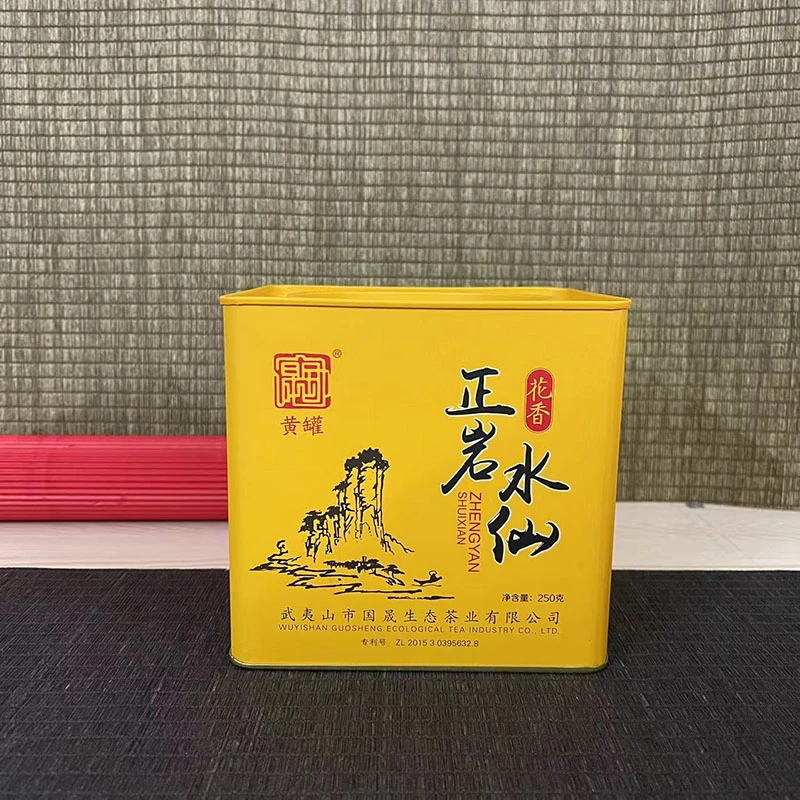 ®
黄罐
花香
正岩
水仙
ZHENGYAN
SHUIXIAN
净含量：250克
武夷山市国晟生态茶业有限公司
WUYISHAN GUOSHENG ECOLOGICAL TEA INDUSTRY CO., LTD.
专利号：ZL 2015 3 0395632.8